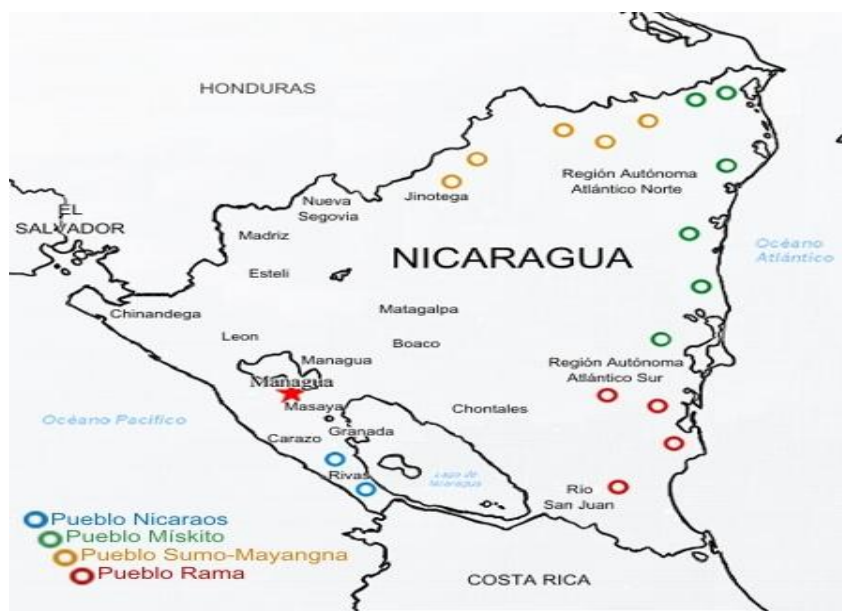 HONDURAS
Región Autónoma
Atlántico Norte
Jinotega
Nueva
Segovia
EL
SALVADOR
Madriz
NICARAGUA
Océano
Atlántico
Esteli
Chinandega
Matagalpa
Leon
Boaco
Managua
Región Autónoma
Atlántico Sur
Managua
Masaya
Chontales
Océano Pacífico
Granada
Carazo
Rivas
Lago de
Nicaragua
Río
San Juan
Pueblo Nicaraos
Pueblo Mískito
Pueblo Sumo-Mayangna
Pueblo Rama
COSTA RICA